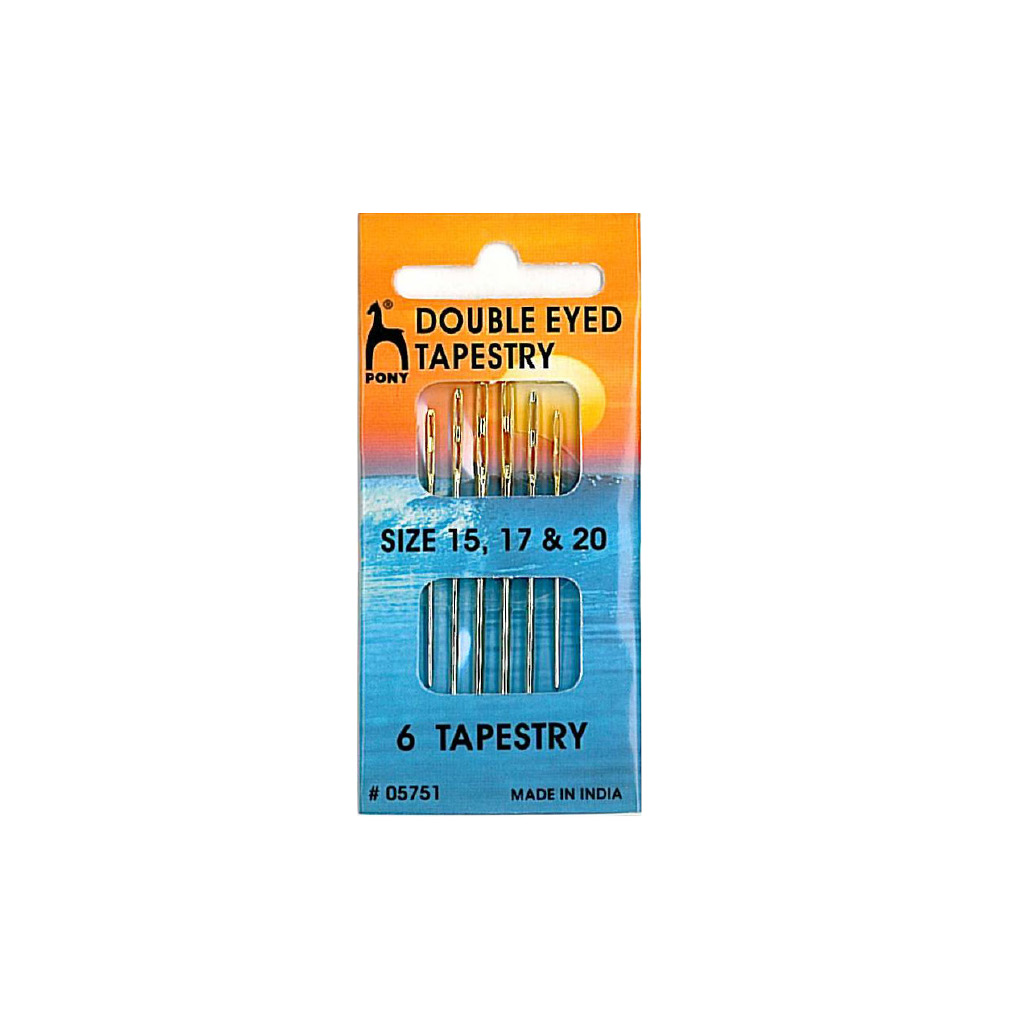 ®
PONY
DOUBLE EYED
TAPESTRY
SIZE 15, 17 & 20
6 TAPESTRY
# 05751
MADE IN INDIA